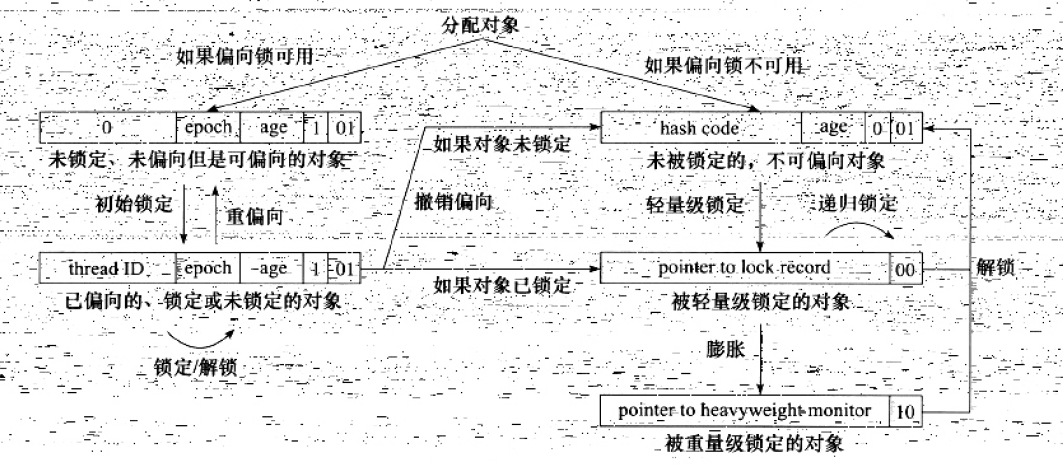 分配对象
如果偏向锁可用
如果偏向锁不可用
0 epoch age 1 01
hash code age 0 01
未锁定、未偏向但是可偏向的对象
如果对象未锁定
未被锁定的，不可偏向对象
初始锁定
重偏向
撤销偏向
轻量级锁定
递归锁定
thread ID epoch age 1 01
pointer to lock record 00
解锁
已偏向的、锁定或未锁定的对象
如果对象已锁定
被轻量级锁定的对象
锁定/解锁
膨胀
pointer to heavyweight monitor 10
被重量级锁定的对象